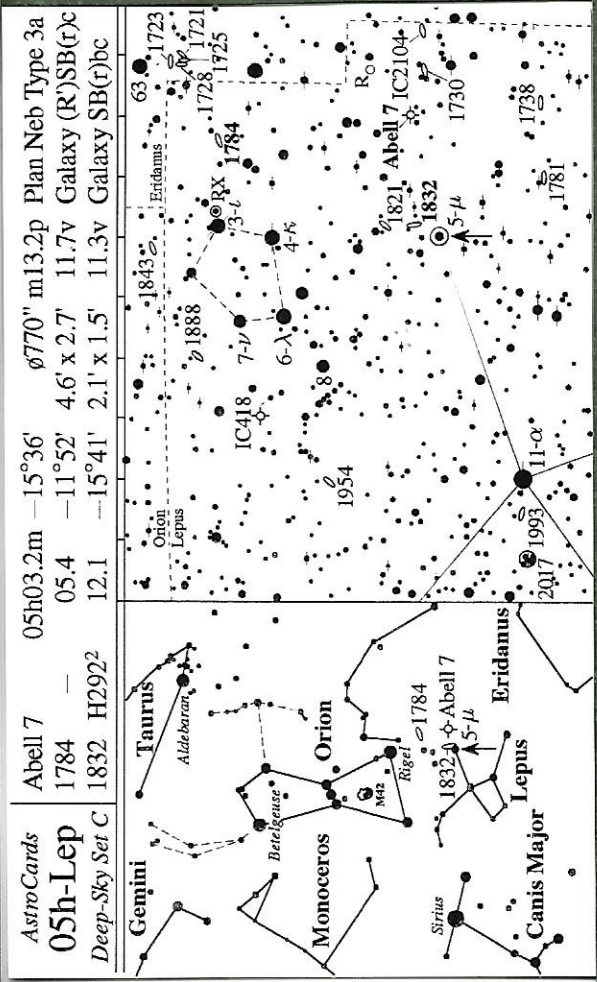 AstroCards
05h-Lep
Deep-Sky Set C
Abell 7 — 05h03.2m −15°36' ø770" m13.2p Plan Neb Type 3a
1784 — 05.4 −11°52' 4.6' x 2.7' 11.7v Galaxy (R')SB(r)c
1832 H292² 12.1 −15°41' 2.1' x 1.5' 11.3v Galaxy SB(r)bc
Gemini
Taurus
Aldebaran
Betelgeuse
Orion
Monoceros
M42
Rigel
1784
1832
Abell 7
5-μ
Sirius
Lepus
Eridanus
Canis Major
Orion
Lepus
1843
Eridanus
63
1723
1721
1725
1728
1888
RX
3-ι
1784
7-ν
4-κ
IC418
6-λ
R
8
Abell 7
IC2104
1821
1832
1730
5-μ
1954
11-α
1738
1781
1993
2017